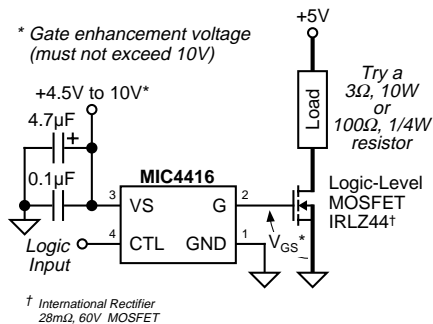 * Gate enhancement voltage
(must not exceed 10V)
+5V
+4.5V to 10V*
Load
Try a
3Ω, 10W
or
100Ω, 1/4W
resistor
4.7µF
+
0.1µF
MIC4416
3
VS
G
2
4
CTL
GND
1
Logic
Input
VGS*
Logic-Level
MOSFET
IRLZ44†
† International Rectifier
28mΩ, 60V MOSFET